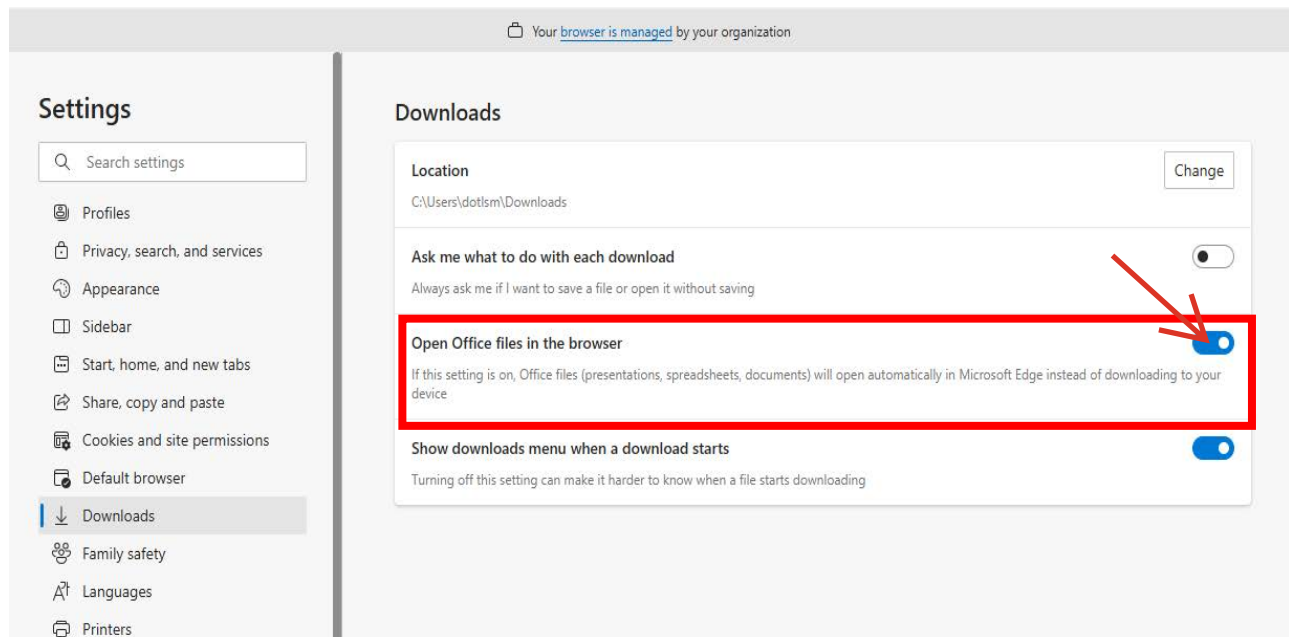 Your browser is managed by your organization
Settings
Search settings
Profiles
Privacy, search, and services
Appearance
Sidebar
Start, home, and new tabs
Share, copy and paste
Cookies and site permissions
Default browser
Downloads
Family safety
Languages
Printers
Downloads
Location
Change
C:\Users\dotlsm\Downloads
Ask me what to do with each download
Always ask me if I want to save a file or open it without saving
Open Office files in the browser
If this setting is on, Office files (presentations, spreadsheets, documents) will open automatically in Microsoft Edge instead of downloading to your
device
Show downloads menu when a download starts
Turning off this setting can make it harder to know when a file starts downloading